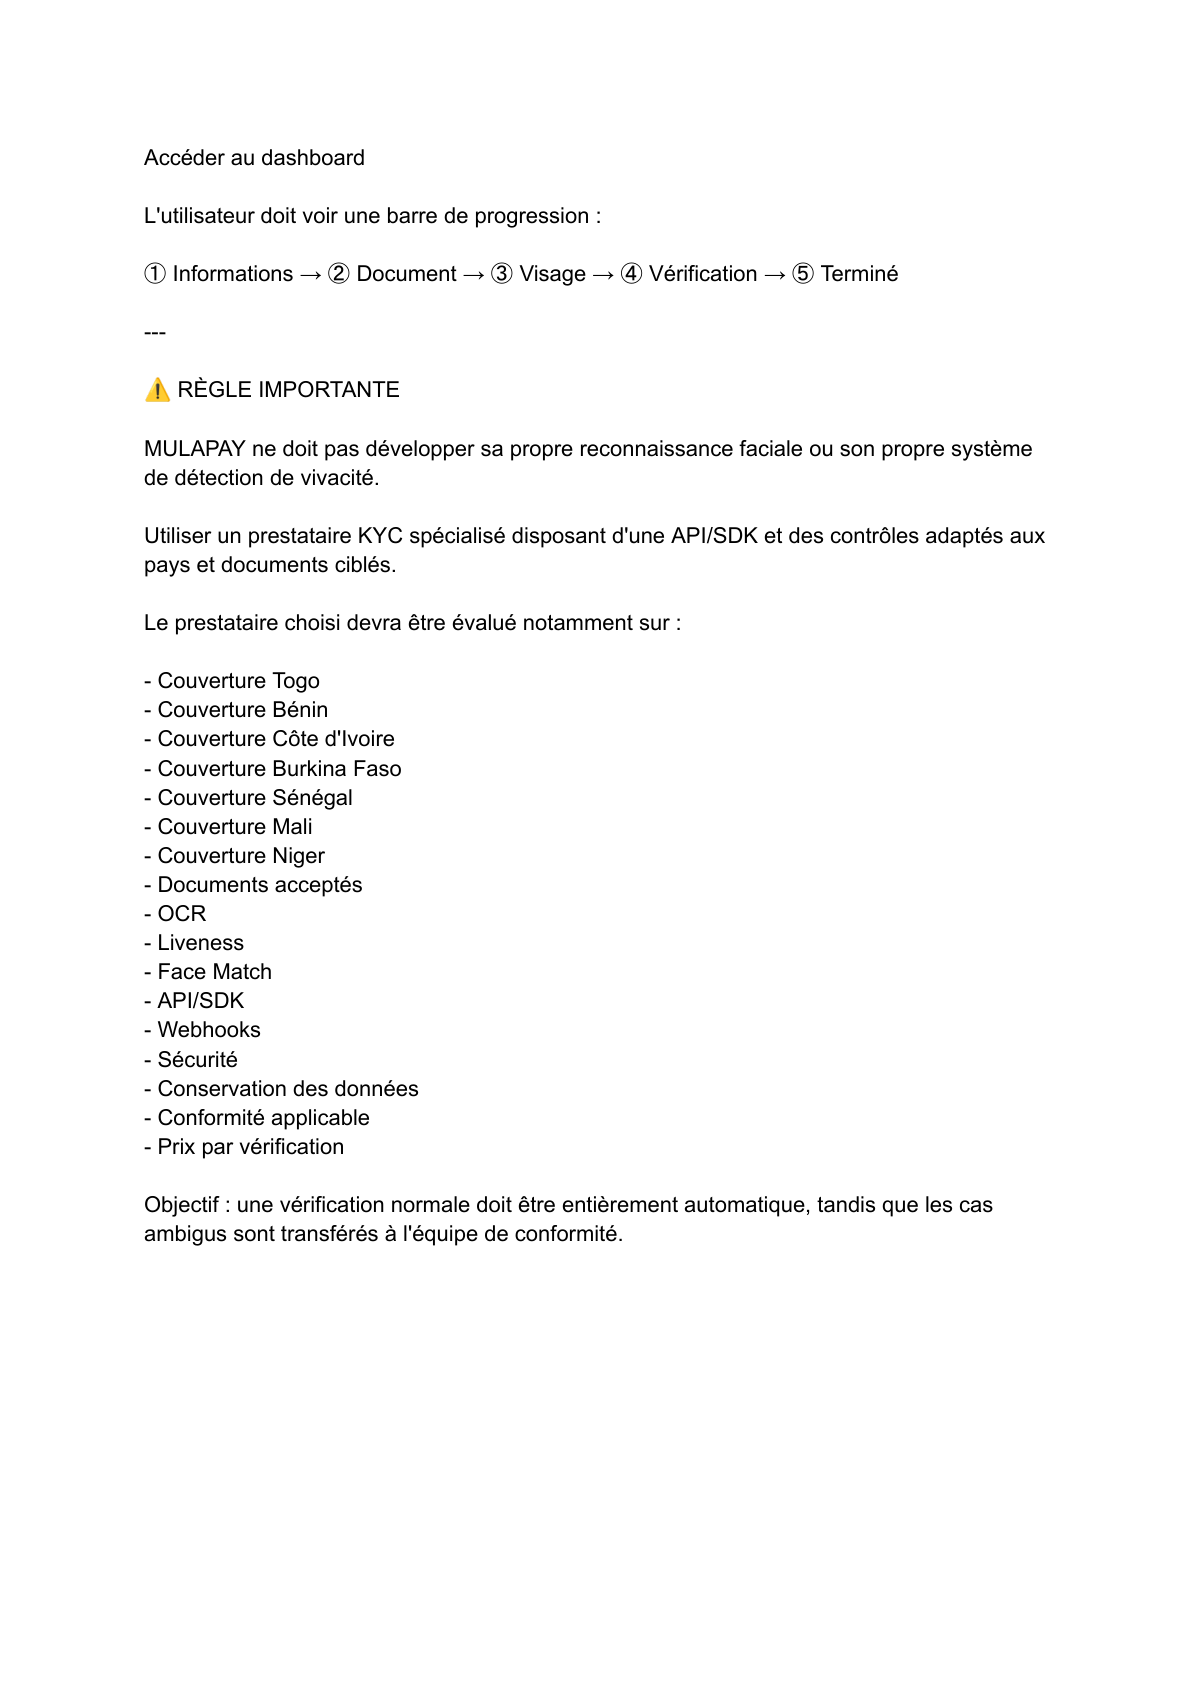 Accéder au dashboard
L'utilisateur doit voir une barre de progression :
① Informations → ② Document → ③ Visage → ④ Vérification → ⑤ Terminé
---
⚠️ RÈGLE IMPORTANTE
MULAPAY ne doit pas développer sa propre reconnaissance faciale ou son propre système
de détection de vivacité.
Utiliser un prestataire KYC spécialisé disposant d'une API/SDK et des contrôles adaptés aux
pays et documents ciblés.
Le prestataire choisi devra être évalué notamment sur :
- Couverture Togo
- Couverture Bénin
- Couverture Côte d'Ivoire
- Couverture Burkina Faso
- Couverture Sénégal
- Couverture Mali
- Couverture Niger
- Documents acceptés
- OCR
- Liveness
- Face Match
- API/SDK
- Webhooks
- Sécurité
- Conservation des données
- Conformité applicable
- Prix par vérification
Objectif : une vérification normale doit être entièrement automatique, tandis que les cas
ambigus sont transférés à l'équipe de conformité.